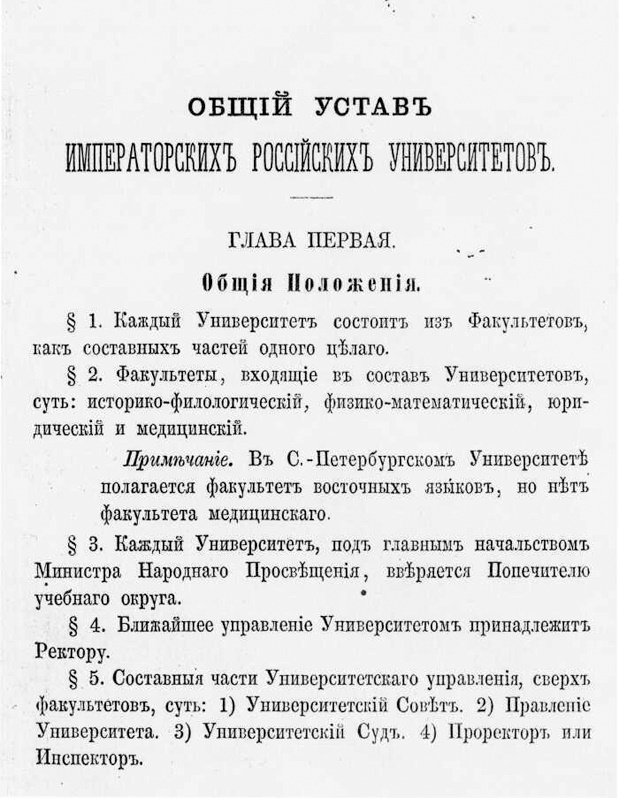 ОБЩІЙ УСТАВЪ
ИМПЕРАТОРСКИХЪ РОССІЙСКИХЪ УНИВЕРСИТЕТОВЪ.
ГЛАВА ПЕРВАЯ.
Общія Положенія.
§ 1. Каждый Университетъ состоитъ изъ Факультетовъ,
какъ составныхъ частей одного цѣлаго.
§ 2. Факультеты, входящіе въ составъ Университетовъ,
суть: историко-филологическій, физико-математическій, юри-
дическій и медицинскій.
Примѣчаніе. Въ С.-Петербургскомъ Университетѣ
полагается факультетъ восточныхъ языковъ, но нѣтъ
факультета медицинскаго.
§ 3. Каждый Университетъ, подъ главнымъ начальствомъ
Министра Народнаго Просвѣщенія, ввѣряется Попечителю
учебнаго округа.
§ 4. Ближайшее управленіе Университетомъ принадлежитъ
Ректору.
§ 5. Составныя части Университетскаго управленія, сверхъ
факультетовъ, суть: 1) Университетскій Совѣтъ. 2) Правленіе
Университета. 3) Университетскій Судъ. 4) Проректоръ или
Инспекторъ.